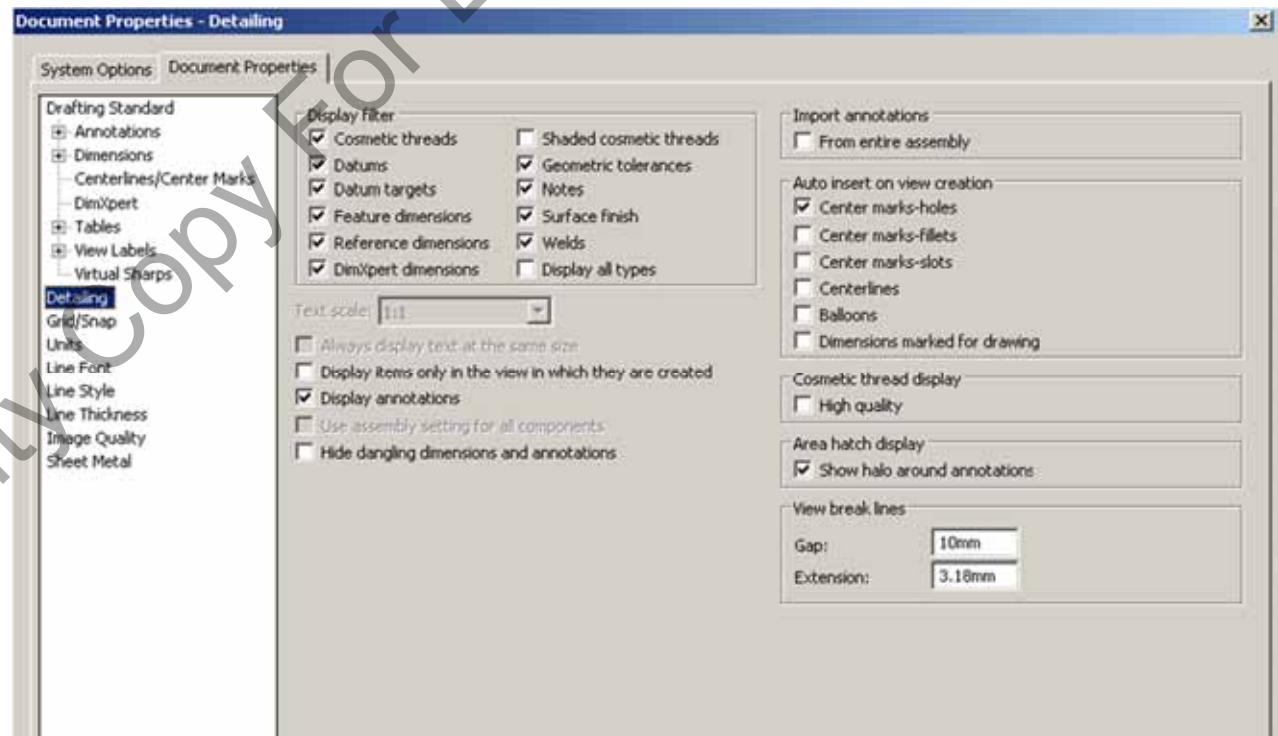 Document Properties - Detailing
System Options
Document Properties
Drafting Standard
Annotations
Dimensions
Centerlines/Center Marks
DimXpert
Tables
View Labels
Virtual Sharps
Detailing
Grid/Snap
Units
Line Font
Line Style
Line Thickness
Image Quality
Sheet Metal
Display filter
Cosmetic threads
Shaded cosmetic threads
Datums
Geometric tolerances
Datum targets
Notes
Feature dimensions
Surface finish
Reference dimensions
Welds
DimXpert dimensions
Display all types
Text scale: 1:1
Always display text at the same size
Display items only in the view in which they are created
Display annotations
Use assembly setting for all components
Hide dangling dimensions and annotations
Import annotations
From entire assembly
Auto insert on view creation
Center marks-holes
Center marks-fillets
Center marks-slots
Centerlines
Balloons
Dimensions marked for drawing
Cosmetic thread display
High quality
Area hatch display
Show halo around annotations
View break lines
Gap: 10mm
Extension: 3.18mm
Copy For